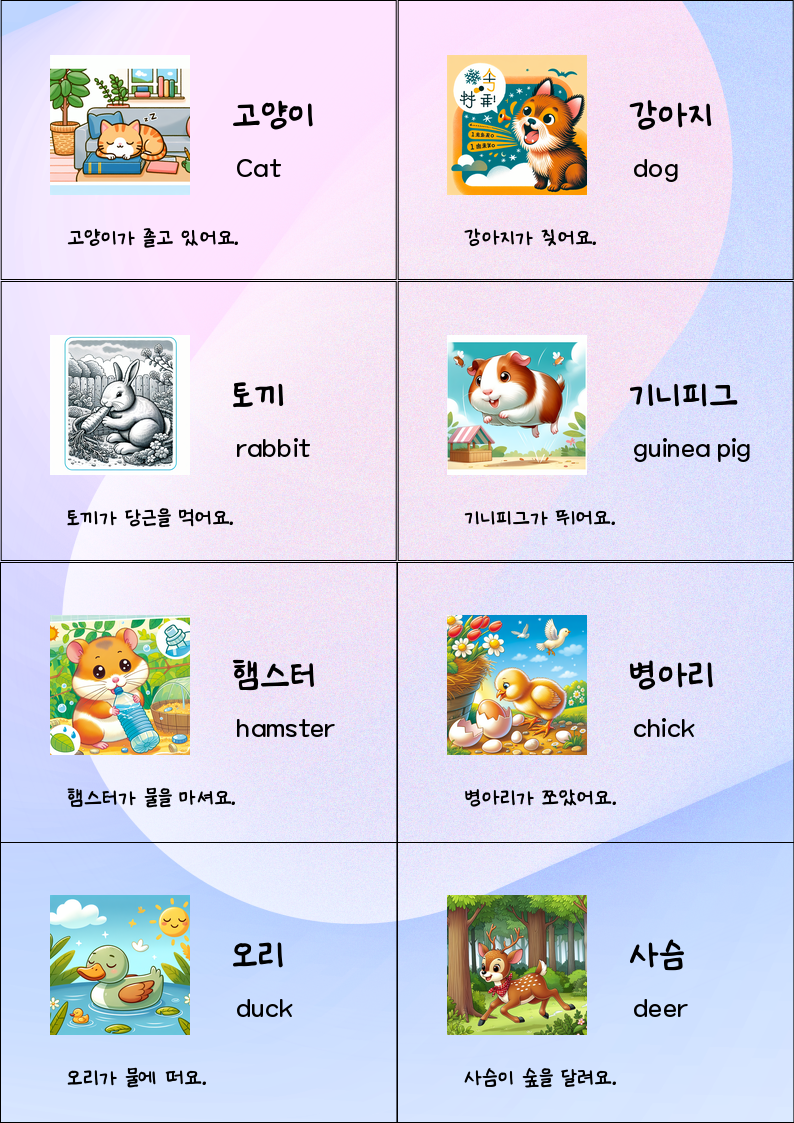 고양이
Cat
고양이가 졸고 있어요.
강아지
dog
강아지가 짖어요.
토끼
rabbit
토끼가 당근을 먹어요.
기니피그
guinea pig
기니피그가 뛰어요.
햄스터
hamster
햄스터가 물을 마셔요.
병아리
chick
병아리가 쪼았어요.
오리
duck
오리가 물에 떠요.
사슴
deer
사슴이 숲을 달려요.